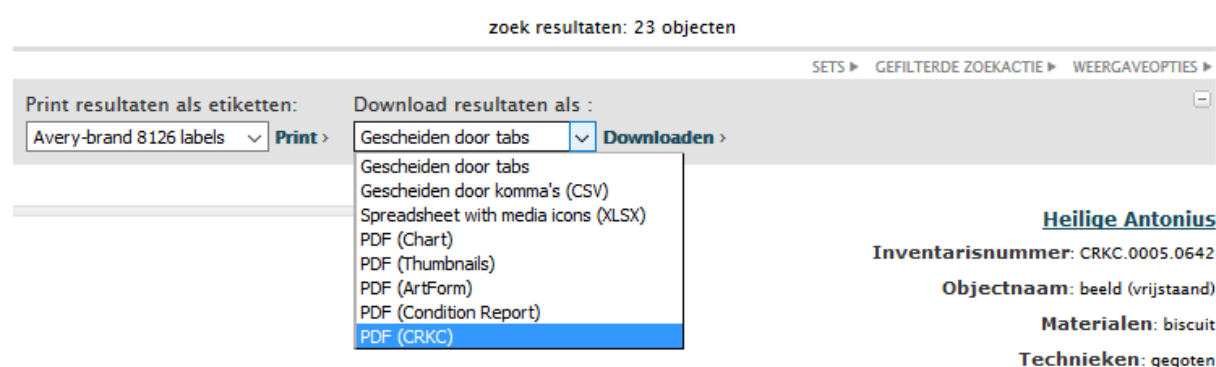 zoek resultaten: 23 objecten
SETS ▸ GEFILTERDE ZOEKACTIE ▸ WEERGAVEOPTIES ▸
Print resultaten als etiketten: Download resultaten als :
Avery-brand 8126 labels Print › Gescheiden door tabs Downloaden ›
Gescheiden door tabs
Gescheiden door komma's (CSV)
Spreadsheet with media icons (XLSX)
PDF (Chart)
PDF (Thumbnails)
PDF (ArtForm)
PDF (Condition Report)
PDF (CRKC)
Heilige Antonius
Inventarisnummer: CRKC.0005.0642
Objectnaam: beeld (vrijstaand)
Materialen: biscuit
Technieken: gegoten